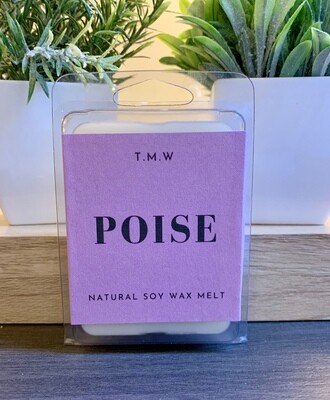 T.M.W
POISE
NATURAL SOY WAX MELT